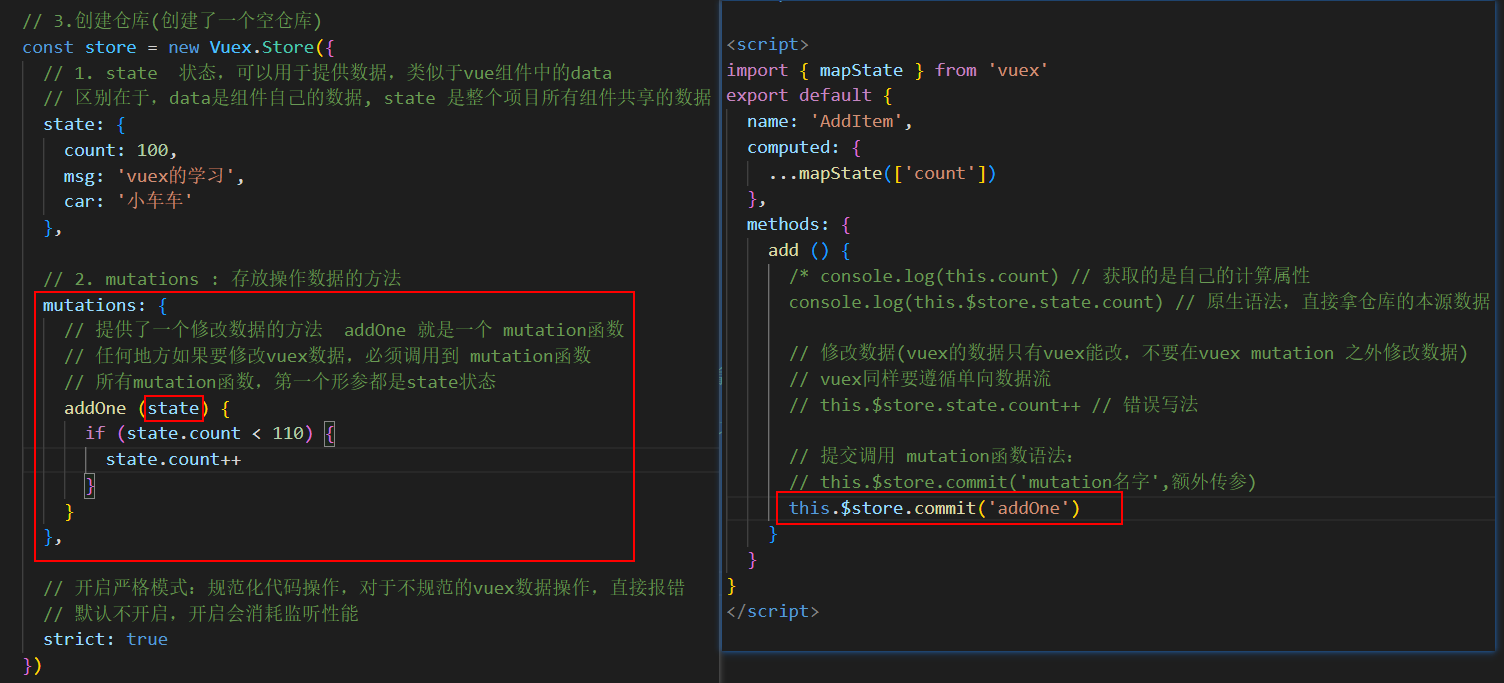 // 3.创建仓库(创建了一个空仓库)
const store = new Vuex.Store({
// 1. state  状态，可以用于提供数据，类似于vue组件中的data
// 区别在于，data是组件自己的数据, state 是整个项目所有组件共享的数据
state: {
count: 100,
msg: 'vuex的学习',
car: '小车车'
},
// 2. mutations : 存放操作数据的方法
mutations: {
// 提供了一个修改数据的方法  addOne 就是一个 mutation函数
// 任何地方如果要修改vuex数据，必须调用到 mutation函数
// 所有mutation函数，第一个形参都是state状态
addOne (state) {
if (state.count < 110) {
state.count++
}
}
},
// 开启严格模式：规范化代码操作，对于不规范的vuex数据操作，直接报错
// 默认不开启，开启会消耗监听性能
strict: true
})
<script>
import { mapState } from 'vuex'
export default {
name: 'AddItem',
computed: {
...mapState(['count'])
},
methods: {
add () {
/* console.log(this.count) // 获取的是自己的计算属性
console.log(this.$store.state.count) // 原生语法，直接拿仓库的本源数据
// 修改数据(vuex的数据只有vuex能改，不要在vuex mutation 之外修改数据)
// vuex同样要遵循单向数据流
// this.$store.state.count++ // 错误写法
// 提交调用 mutation函数语法：
// this.$store.commit('mutation名字',额外传参)
this.$store.commit('addOne')
}
}
}
</script>